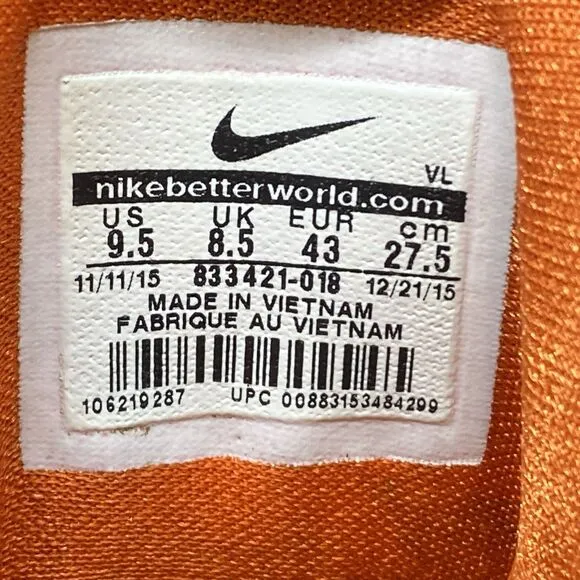 VL
nikebetterworld.com
US UK EUR cm
9.5 8.5 43 27.5
11/11/15 833421-018 12/21/15
MADE IN VIETNAM
FABRIQUE AU VIETNAM
106219287 UPC 00883153484299